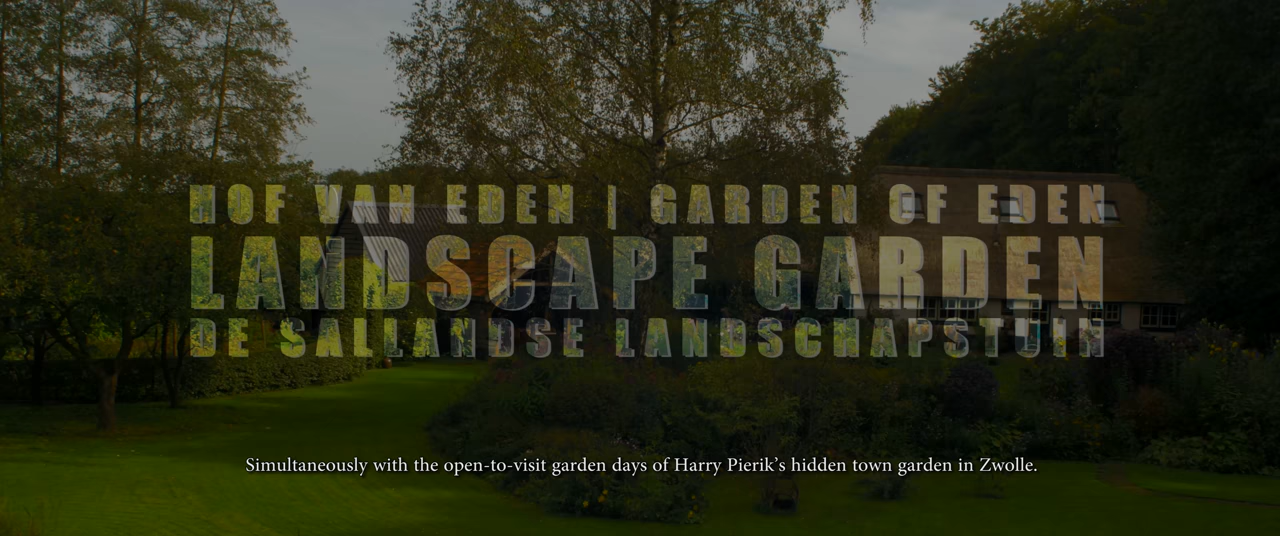 HOF VAN EDEN | GARDEN OF EDEN
LANDSCAPE GARDEN
DE SALLANDSE LANDSCHAPSTUIN
Simultaneously with the open-to-visit garden days of Harry Pierik's hidden town garden in Zwolle.